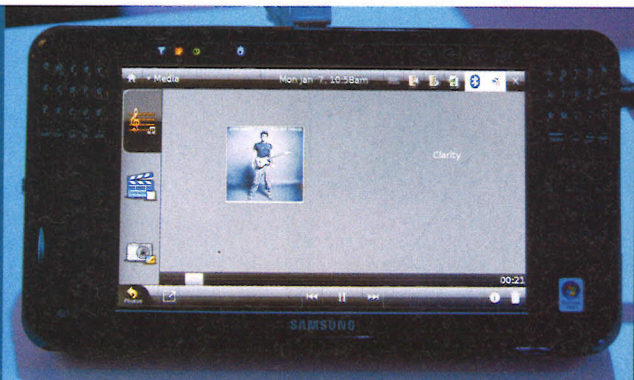 Media Mon Jan 7, 10:58am
Clarity
00:21
Photos
SAMSUNG